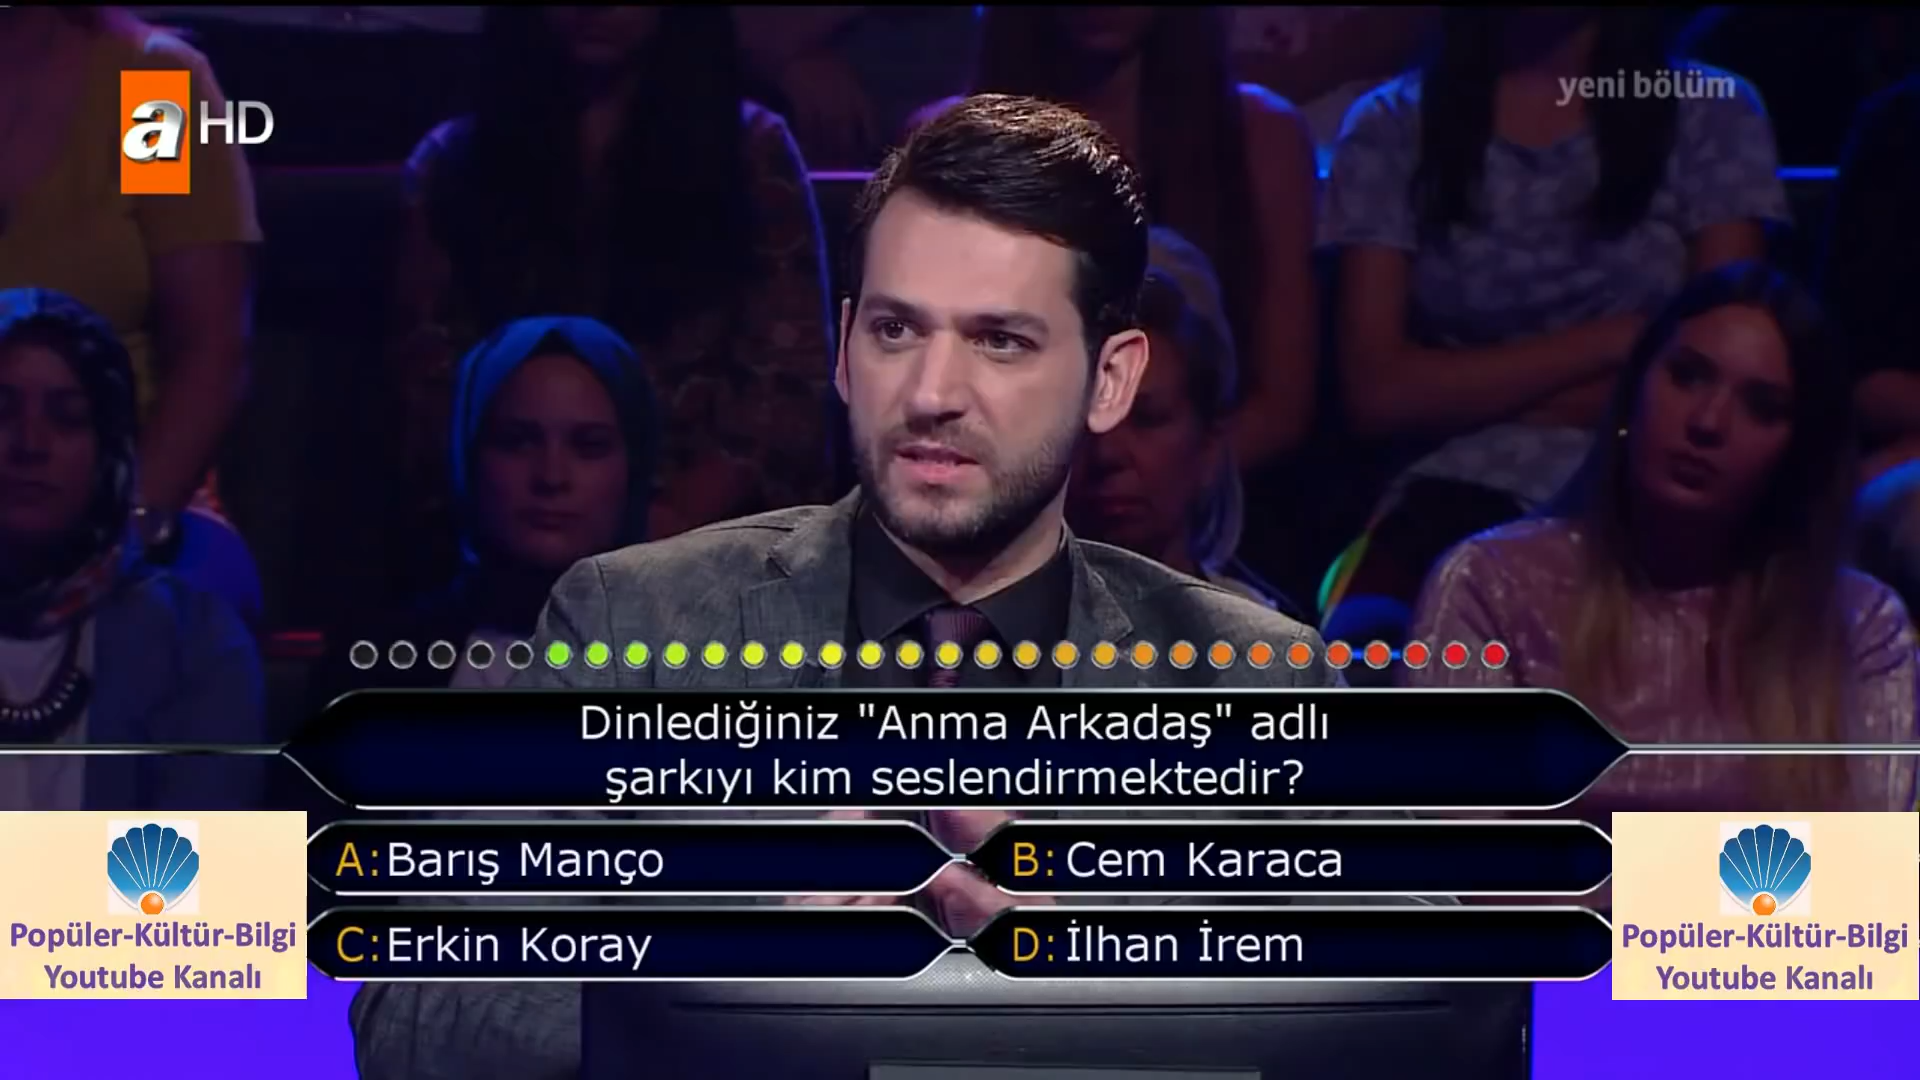 a HD
yeni bölüm
Dinlediğiniz "Anma Arkadaş" adlı
şarkıyı kim seslendirmektedir?
A: Barış Manço
B: Cem Karaca
C: Erkin Koray
D: İlhan İrem
Popüler-Kültür-Bilgi
Youtube Kanalı
Popüler-Kültür-Bilgi
Youtube Kanalı